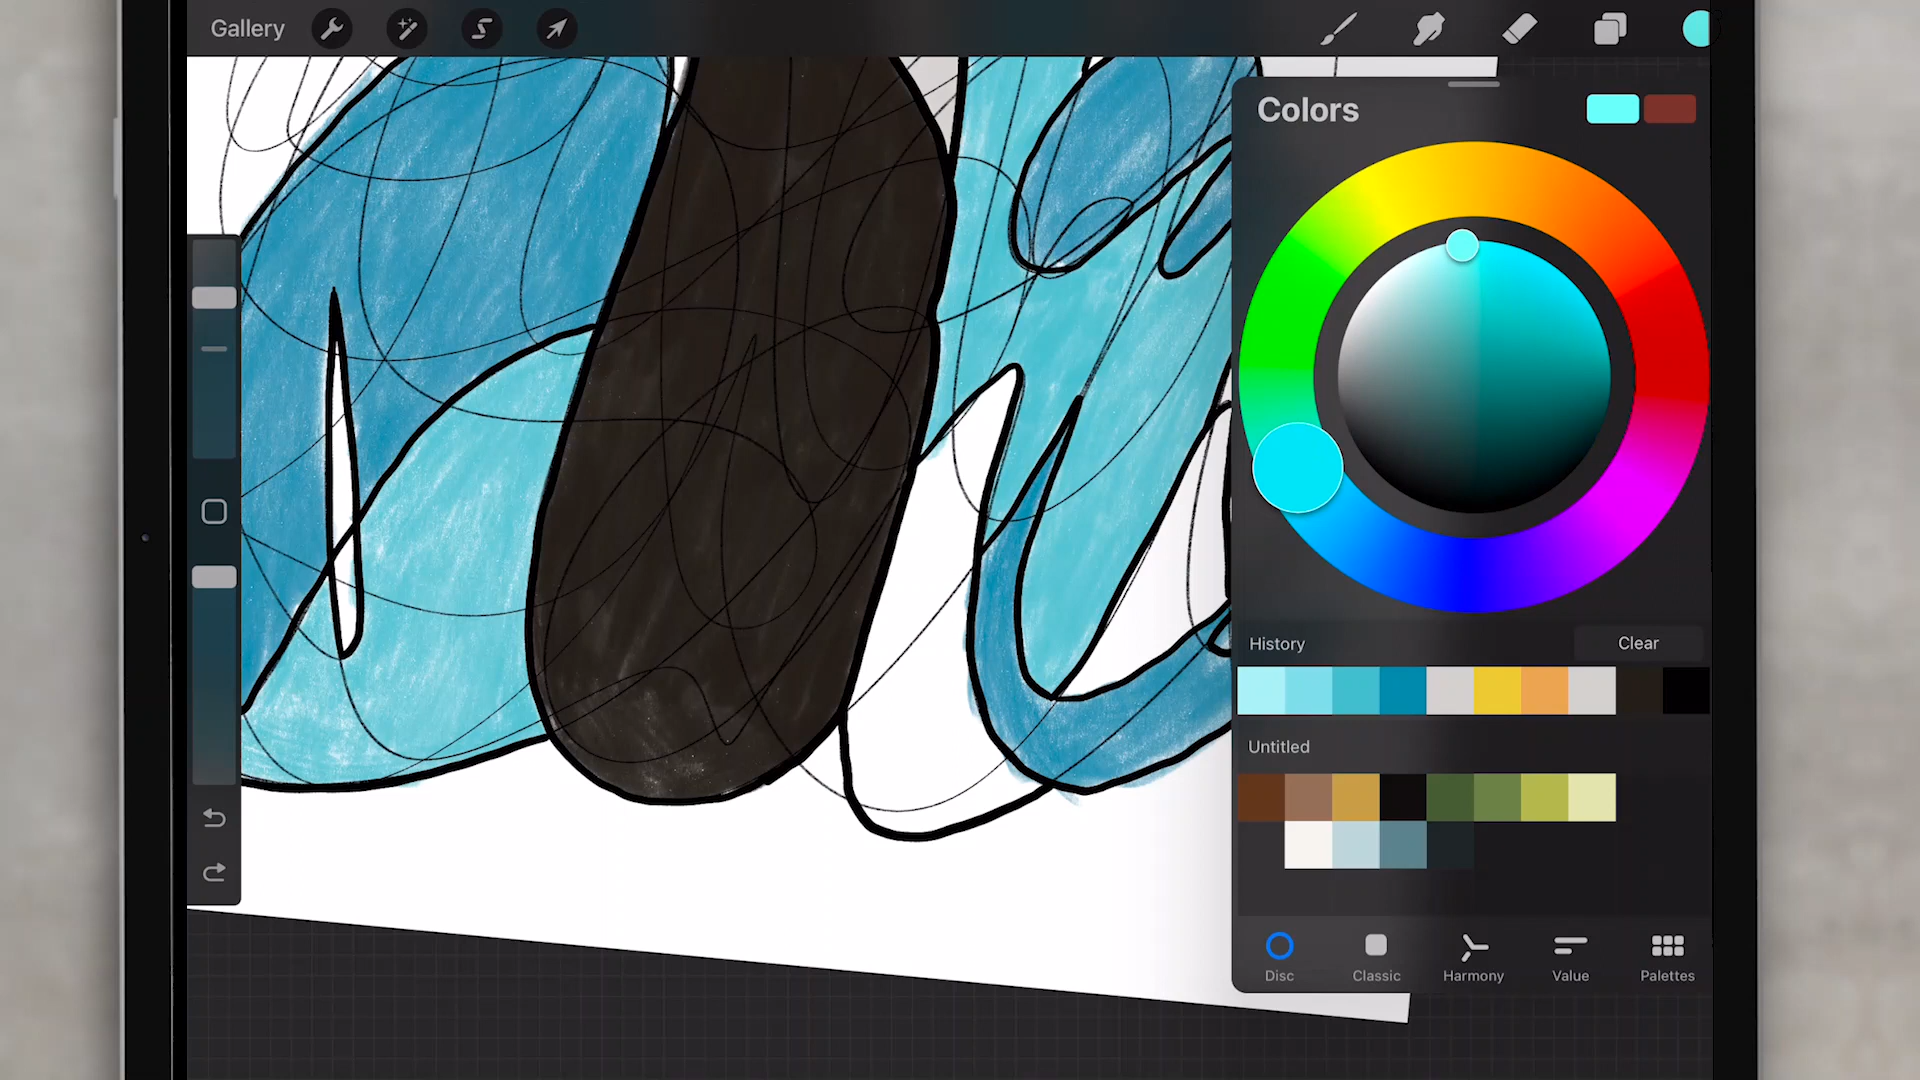 Gallery
Colors
History
Clear
Untitled
Disc
Classic
Harmony
Value
Palettes